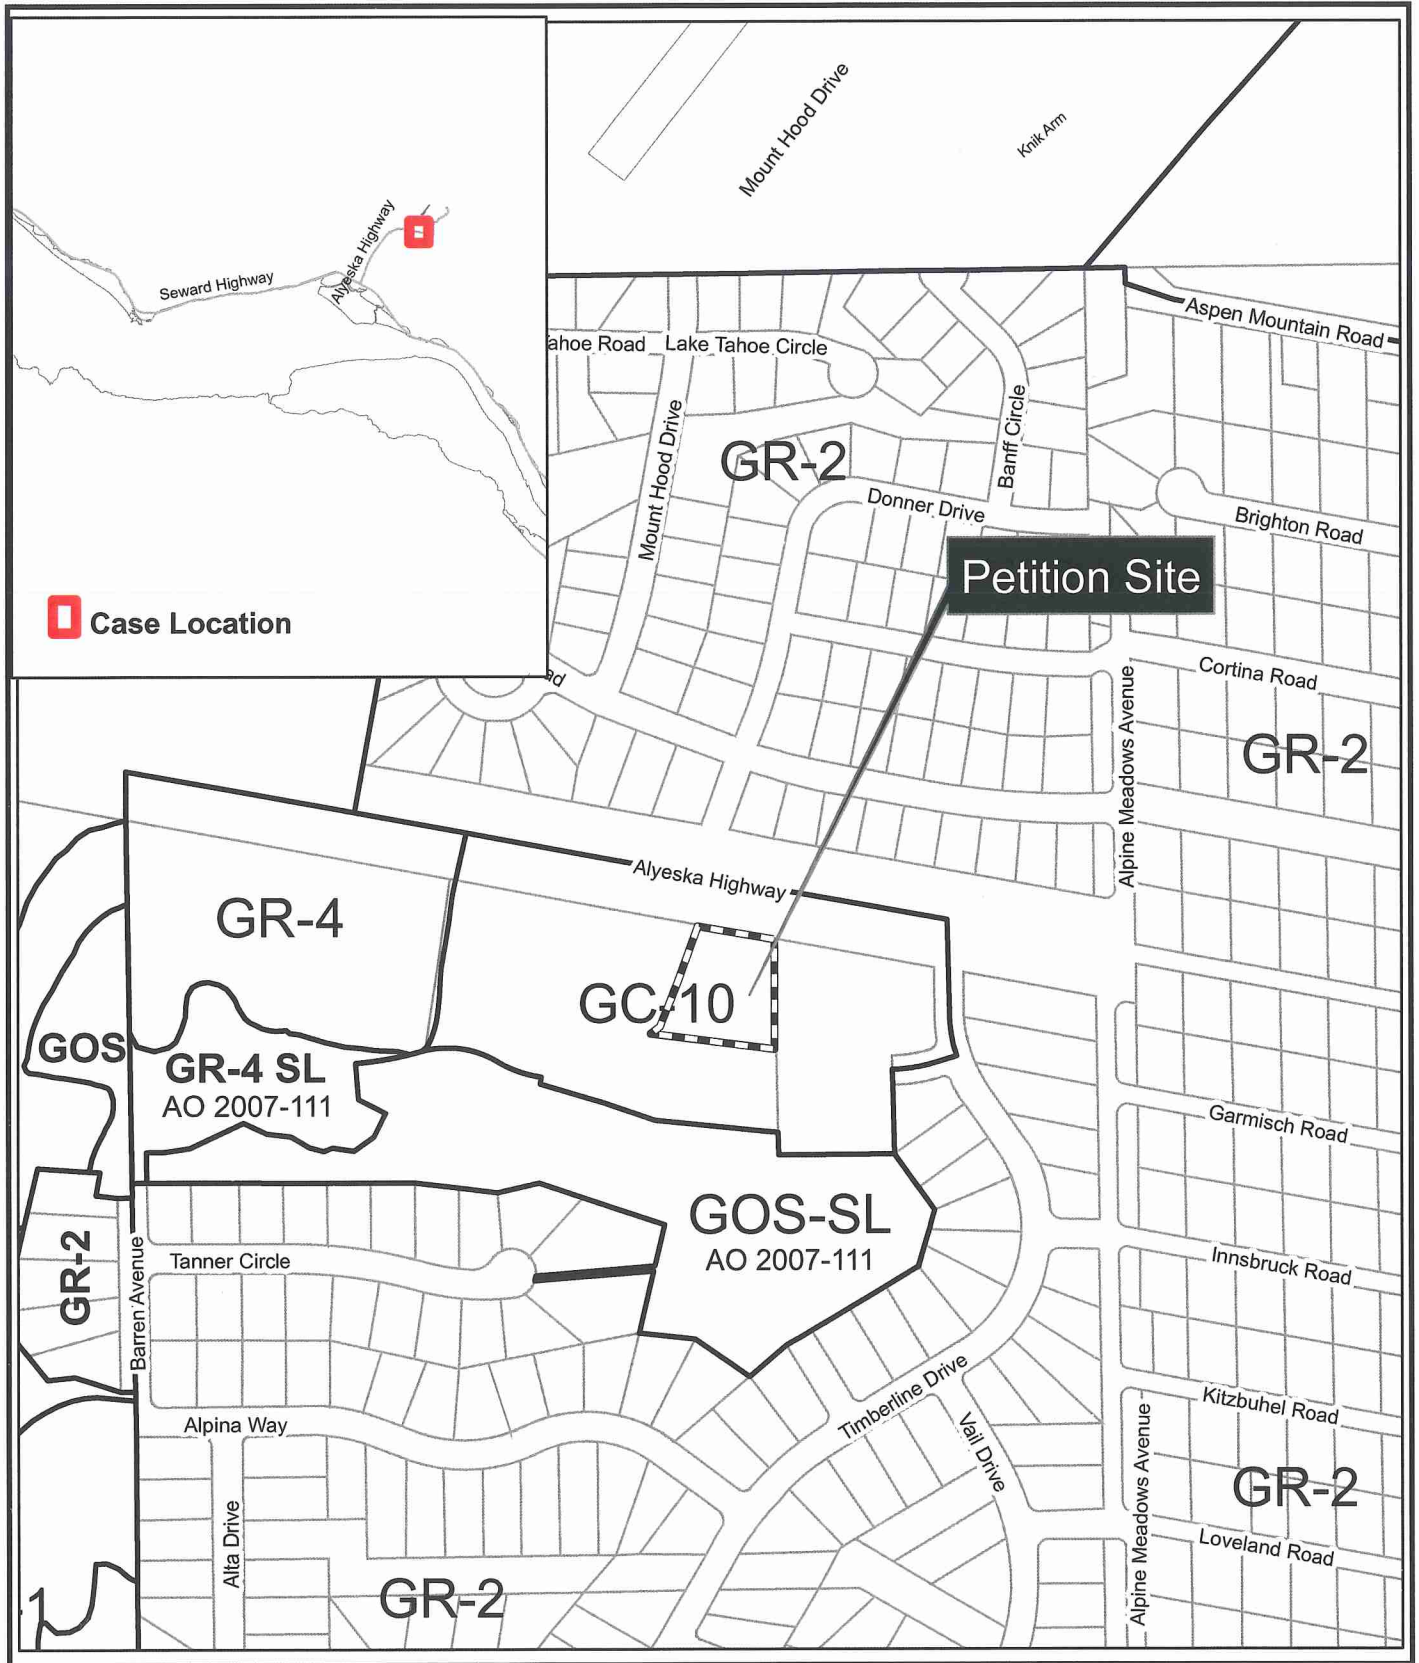 Mount Hood Drive
Knik Arm
Alyeska Highway
Seward Highway
Alyeska Highway
Case Location
Aspen Mountain Road
ahoe Road
Lake Tahoe Circle
Banff Circle
Mount Hood Drive
GR-2
Donner Drive
Brighton Road
Petition Site
ad
Cortina Road
Alpine Meadows Avenue
GR-2
Alyeska Highway
GR-4
GC-10
GOS
GR-4 SL
AO 2007-111
Garmisch Road
GOS-SL
AO 2007-111
GR-2
Barren Avenue
Tanner Circle
Innsbruck Road
Timberline Drive
Kitzbuhel Road
Alpina Way
Vail Drive
Alpine Meadows Avenue
GR-2
Alta Drive
Loveland Road
GR-2
1